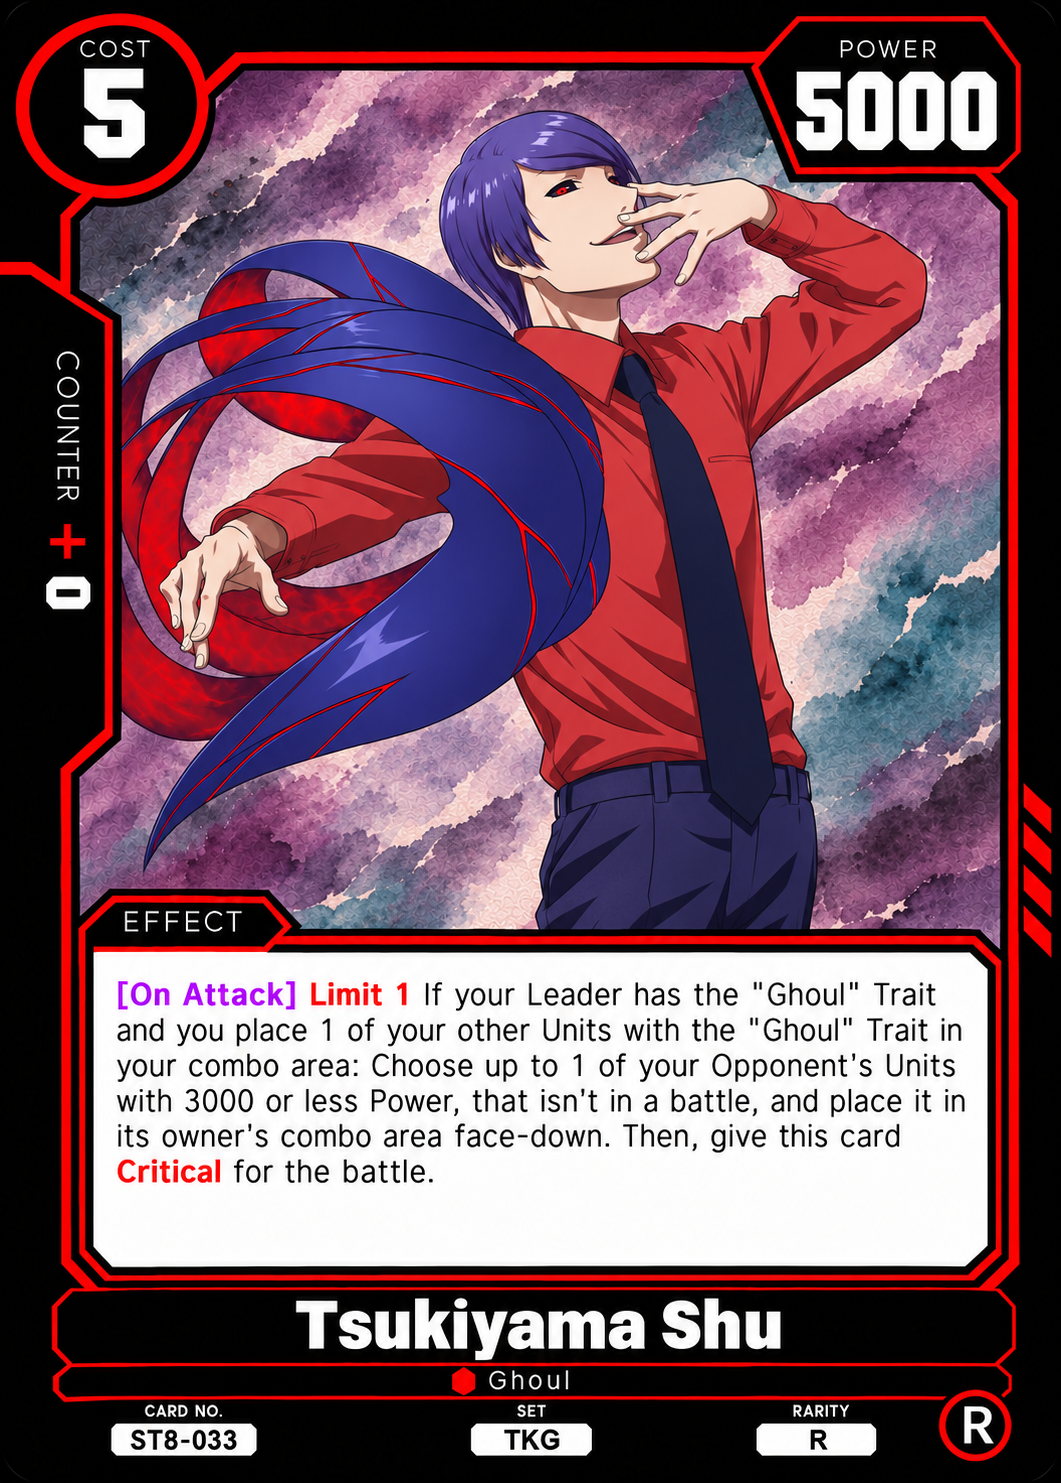 COST
5
POWER
5000
COUNTER + 0
EFFECT
[On Attack] Limit 1 If your Leader has the "Ghoul" Trait
and you place 1 of your other Units with the "Ghoul" Trait in
your combo area: Choose up to 1 of your Opponent's Units
with 3000 or less Power, that isn't in a battle, and place it in
its owner's combo area face-down. Then, give this card
Critical for the battle.
Tsukiyama Shu
Ghoul
CARD NO.
ST8-033
SET
TKG
RARITY
R
R